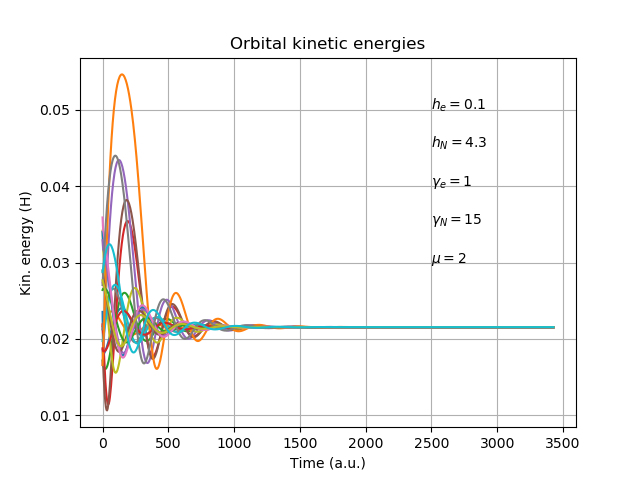 Orbital kinetic energies
Kin. energy (H)
0.05
0.04
0.03
0.02
0.01
h_e = 0.1
h_N = 4.3
γ_e = 1
γ_N = 15
μ = 2
0 500 1000 1500 2000 2500 3000 3500
Time (a.u.)